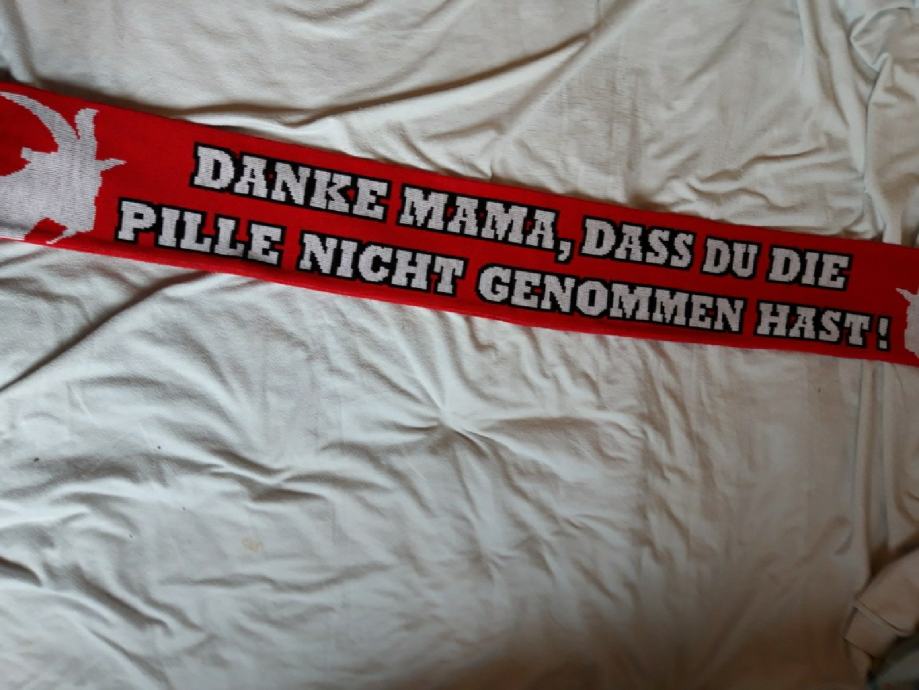 DANKE MAMA, DASS DU DIE
PILLE NICHT GENOMMEN HAST!